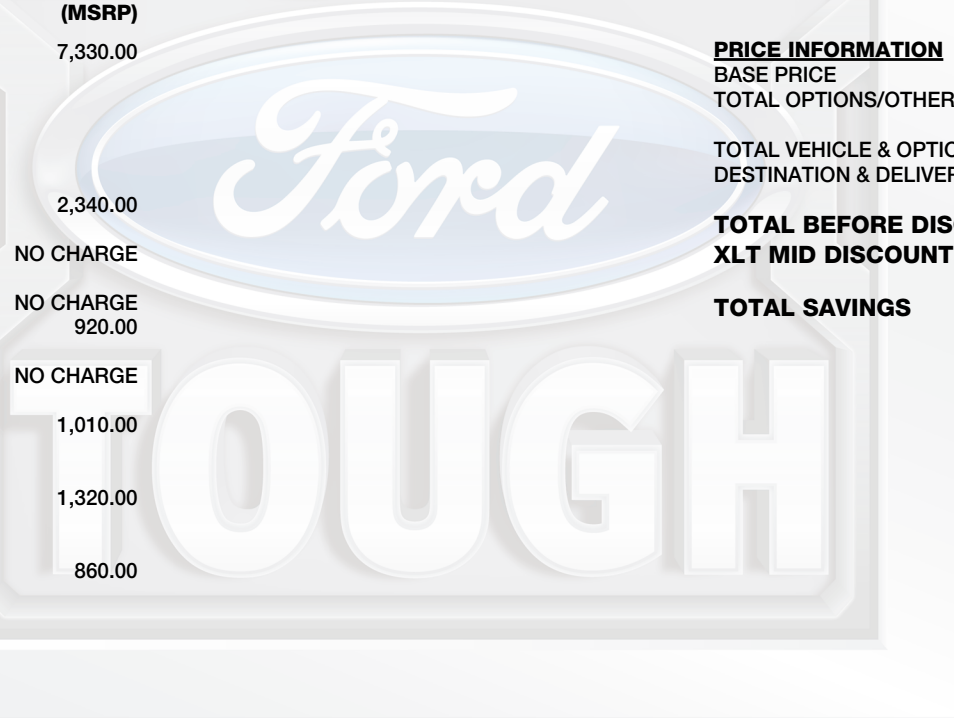 (MSRP)
7,330.00
2,340.00
NO CHARGE
NO CHARGE
920.00
NO CHARGE
1,010.00
1,320.00
860.00
Ford
TOUGH
PRICE INFORMATION
BASE PRICE
TOTAL OPTIONS/OTHER
TOTAL VEHICLE & OPTIO
DESTINATION & DELIVER
TOTAL BEFORE DIS
XLT MID DISCOUNT
TOTAL SAVINGS